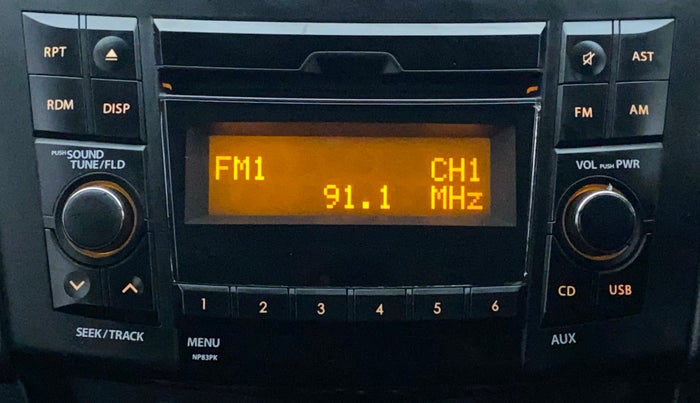 RPT
AST
RDM
DISP
FM
AM
PUSH SOUND
TUNE/FLD
VOL PUSH PWR
FM1 CH1
91.1 MHz
CD
USB
1 2 3 4 5 6
SEEK/TRACK
MENU
AUX
NP83PK